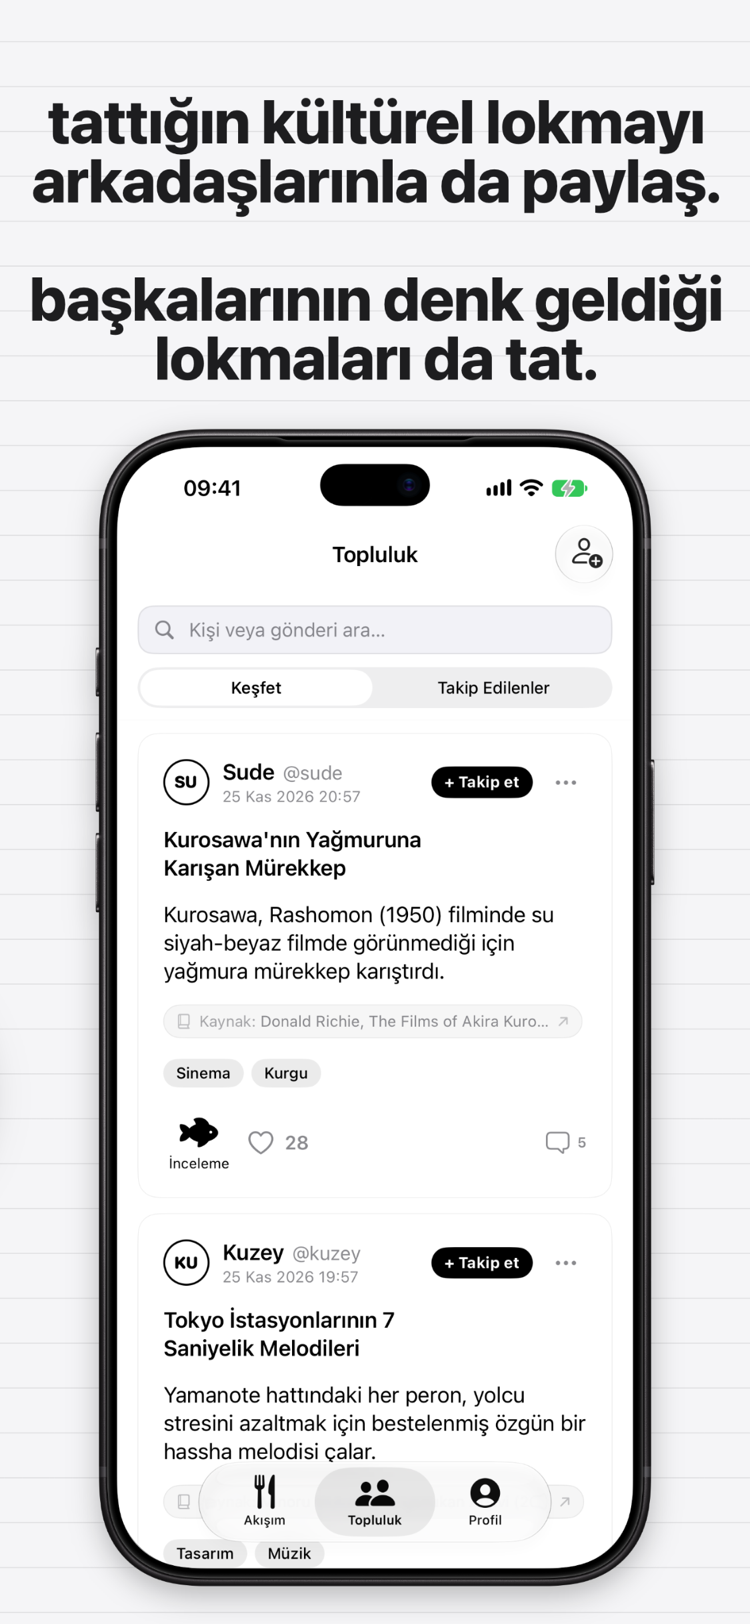 tattığın kültürel lokmayı
arkadaşlarınla da paylaş.
başkalarının denk geldiği
lokmaları da tat.
09:41
Topluluk
Kişi veya gönderi ara...
Keşfet
Takip Edilenler
SU
Sude @sude
25 Kas 2026 20:57
+ Takip et
Kurosawa'nın Yağmuruna
Karışan Mürekkep
Kurosawa, Rashomon (1950) filminde su
siyah-beyaz filmde görünmediği için
yağmura mürekkep karıştırdı.
Kaynak: Donald Richie, The Films of Akira Kuro...
Sinema
Kurgu
İnceleme
28
5
KU
Kuzey @kuzey
25 Kas 2026 19:57
+ Takip et
Tokyo İstasyonlarının 7
Saniyelik Melodileri
Yamanote hattındaki her peron, yolcu
stresini azaltmak için bestelenmiş özgün bir
hassha melodisi çalar.
Akışım
Topluluk
Profil
Tasarım
Müzik